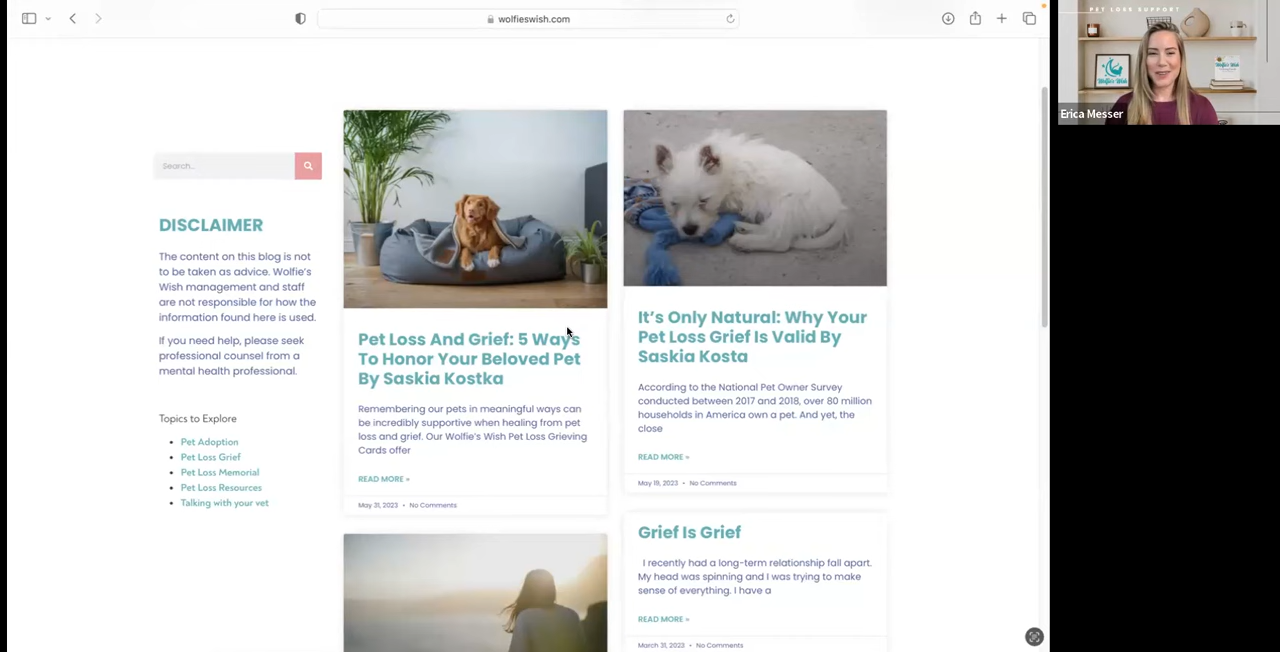 wolfieswish.com
PET LOSS SUPPORT
Wolfie's Wish
Erica Messer
Search...
DISCLAIMER
The content on this blog is not
to be taken as advice. Wolfie's
Wish management and staff
are not responsible for how the
information found here is used.
If you need help, please seek
professional counsel from a
mental health professional.
Topics to Explore
Pet Adoption
Pet Loss Grief
Pet Loss Memorial
Pet Loss Resources
Talking with your vet
Pet Loss And Grief: 5 Ways
To Honor Your Beloved Pet
By Saskia Kostka
Remembering our pets in meaningful ways can
be incredibly supportive when healing from pet
loss and grief. Our Wolfie's Wish Pet Loss Grieving
Cards offer
READ MORE »
May 31, 2023 • No Comments
It's Only Natural: Why Your
Pet Loss Grief Is Valid By
Saskia Kosta
According to the National Pet Owner Survey
conducted between 2017 and 2018, over 80 million
households in America own a pet. And yet, the
close
READ MORE »
May 19, 2023 • No Comments
Grief Is Grief
I recently had a long-term relationship fall apart.
My head was spinning and I was trying to make
sense of everything. I have a
READ MORE »
March 31, 2023 • No Comments